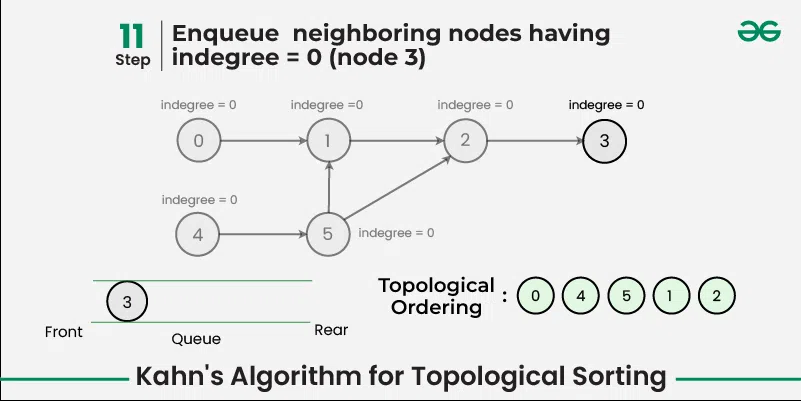 11
Step
Enqueue neighboring nodes having
indegree = 0 (node 3)
indegree = 0
indegree =0
indegree = 0
indegree = 0
0
1
2
3
indegree = 0
4
5
indegree = 0
3
Front
Queue
Rear
Topological
Ordering
:
0 4 5 1 2
Kahn's Algorithm for Topological Sorting